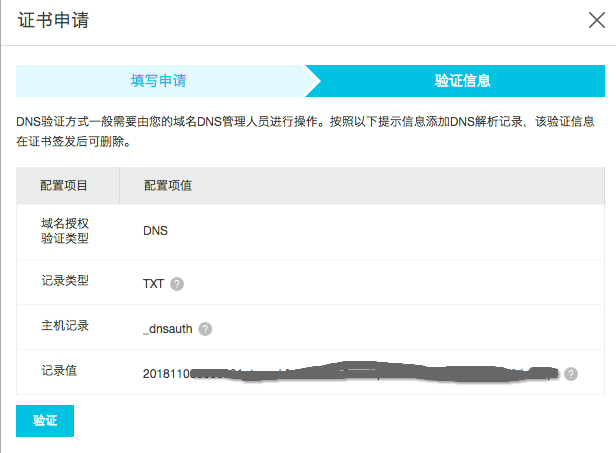 证书申请
填写申请
验证信息
DNS验证方式一般需要由您的域名DNS管理人员进行操作。按照以下提示信息添加DNS解析记录，该验证信息
在证书签发后可删除。
配置项目 配置项值
域名授权
验证类型 DNS
记录类型 TXT ?
主机记录 _dnsauth ?
记录值 2018110 ?
验证